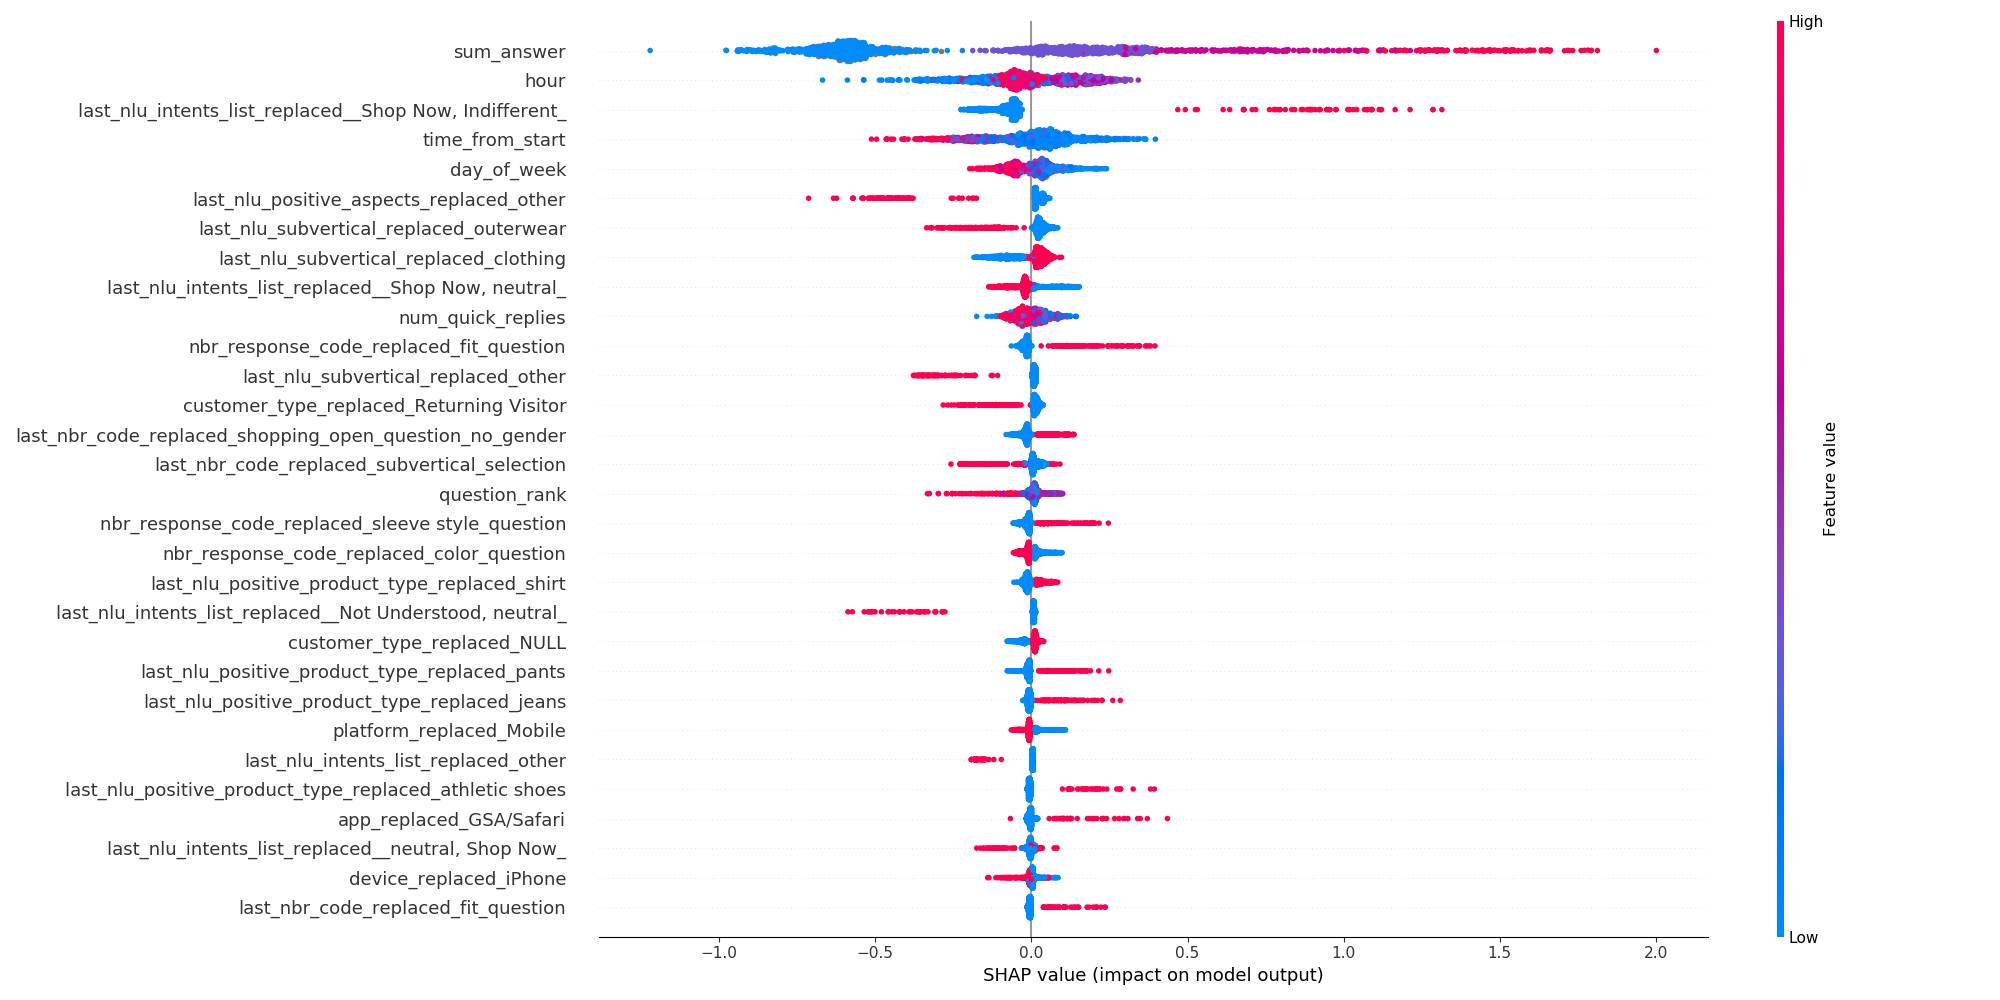 High
sum_answer
hour
last_nlu_intents_list_replaced__Shop Now, Indifferent_
time_from_start
day_of_week
last_nlu_positive_aspects_replaced_other
last_nlu_subvertical_replaced_outerwear
last_nlu_subvertical_replaced_clothing
last_nlu_intents_list_replaced__Shop Now, neutral_
num_quick_replies
nbr_response_code_replaced_fit_question
last_nlu_subvertical_replaced_other
customer_type_replaced_Returning Visitor
last_nbr_code_replaced_shopping_open_question_no_gender
last_nbr_code_replaced_subvertical_selection
question_rank
nbr_response_code_replaced_sleeve style_question
nbr_response_code_replaced_color_question
last_nlu_positive_product_type_replaced_shirt
last_nlu_intents_list_replaced__Not Understood, neutral_
customer_type_replaced_NULL
last_nlu_positive_product_type_replaced_pants
last_nlu_positive_product_type_replaced_jeans
platform_replaced_Mobile
last_nlu_intents_list_replaced_other
last_nlu_positive_product_type_replaced_athletic shoes
app_replaced_GSA/Safari
last_nlu_intents_list_replaced__neutral, Shop Now_
device_replaced_iPhone
last_nbr_code_replaced_fit_question
Feature value
Low
−1.0 −0.5 0.0 0.5 1.0 1.5 2.0
SHAP value (impact on model output)